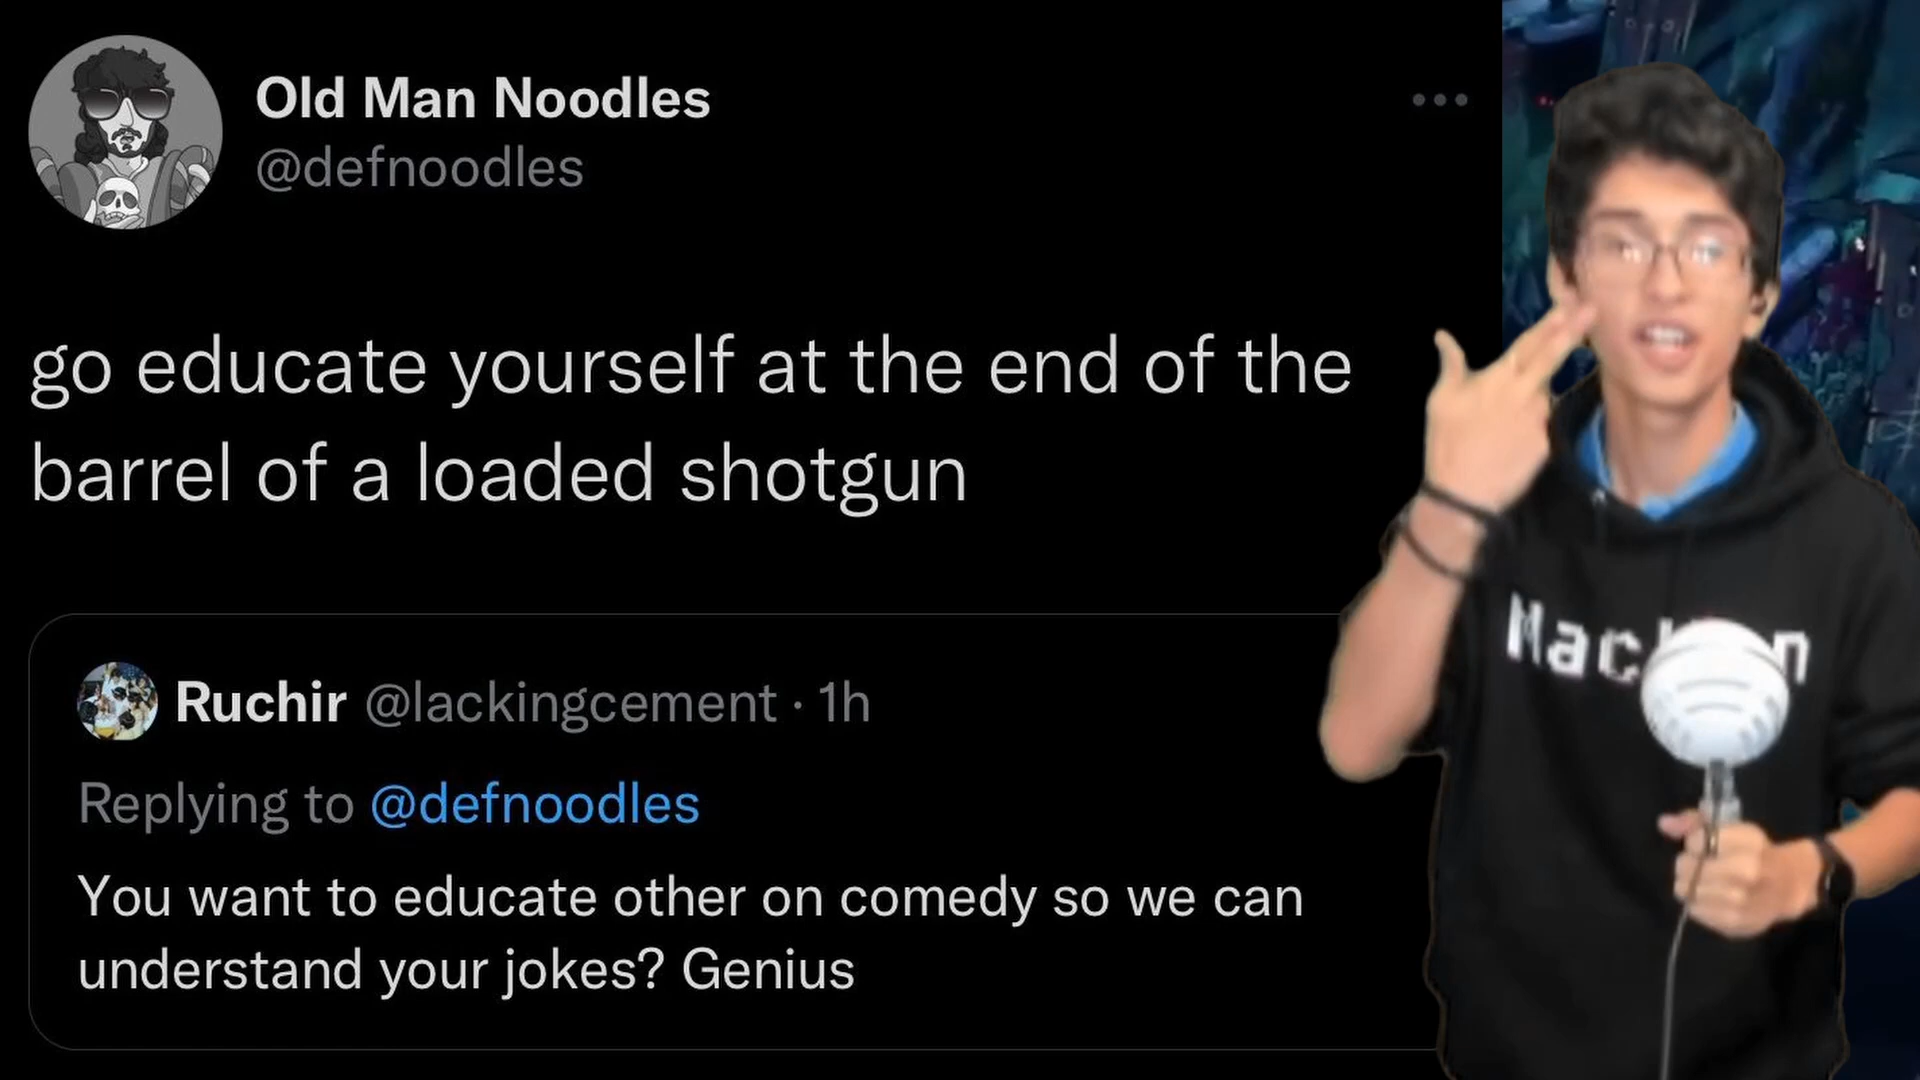 Old Man Noodles
@defnoodles
go educate yourself at the end of the
barrel of a loaded shotgun
Ruchir @lackingcement · 1h
Replying to @defnoodles
You want to educate other on comedy so we can
understand your jokes? Genius